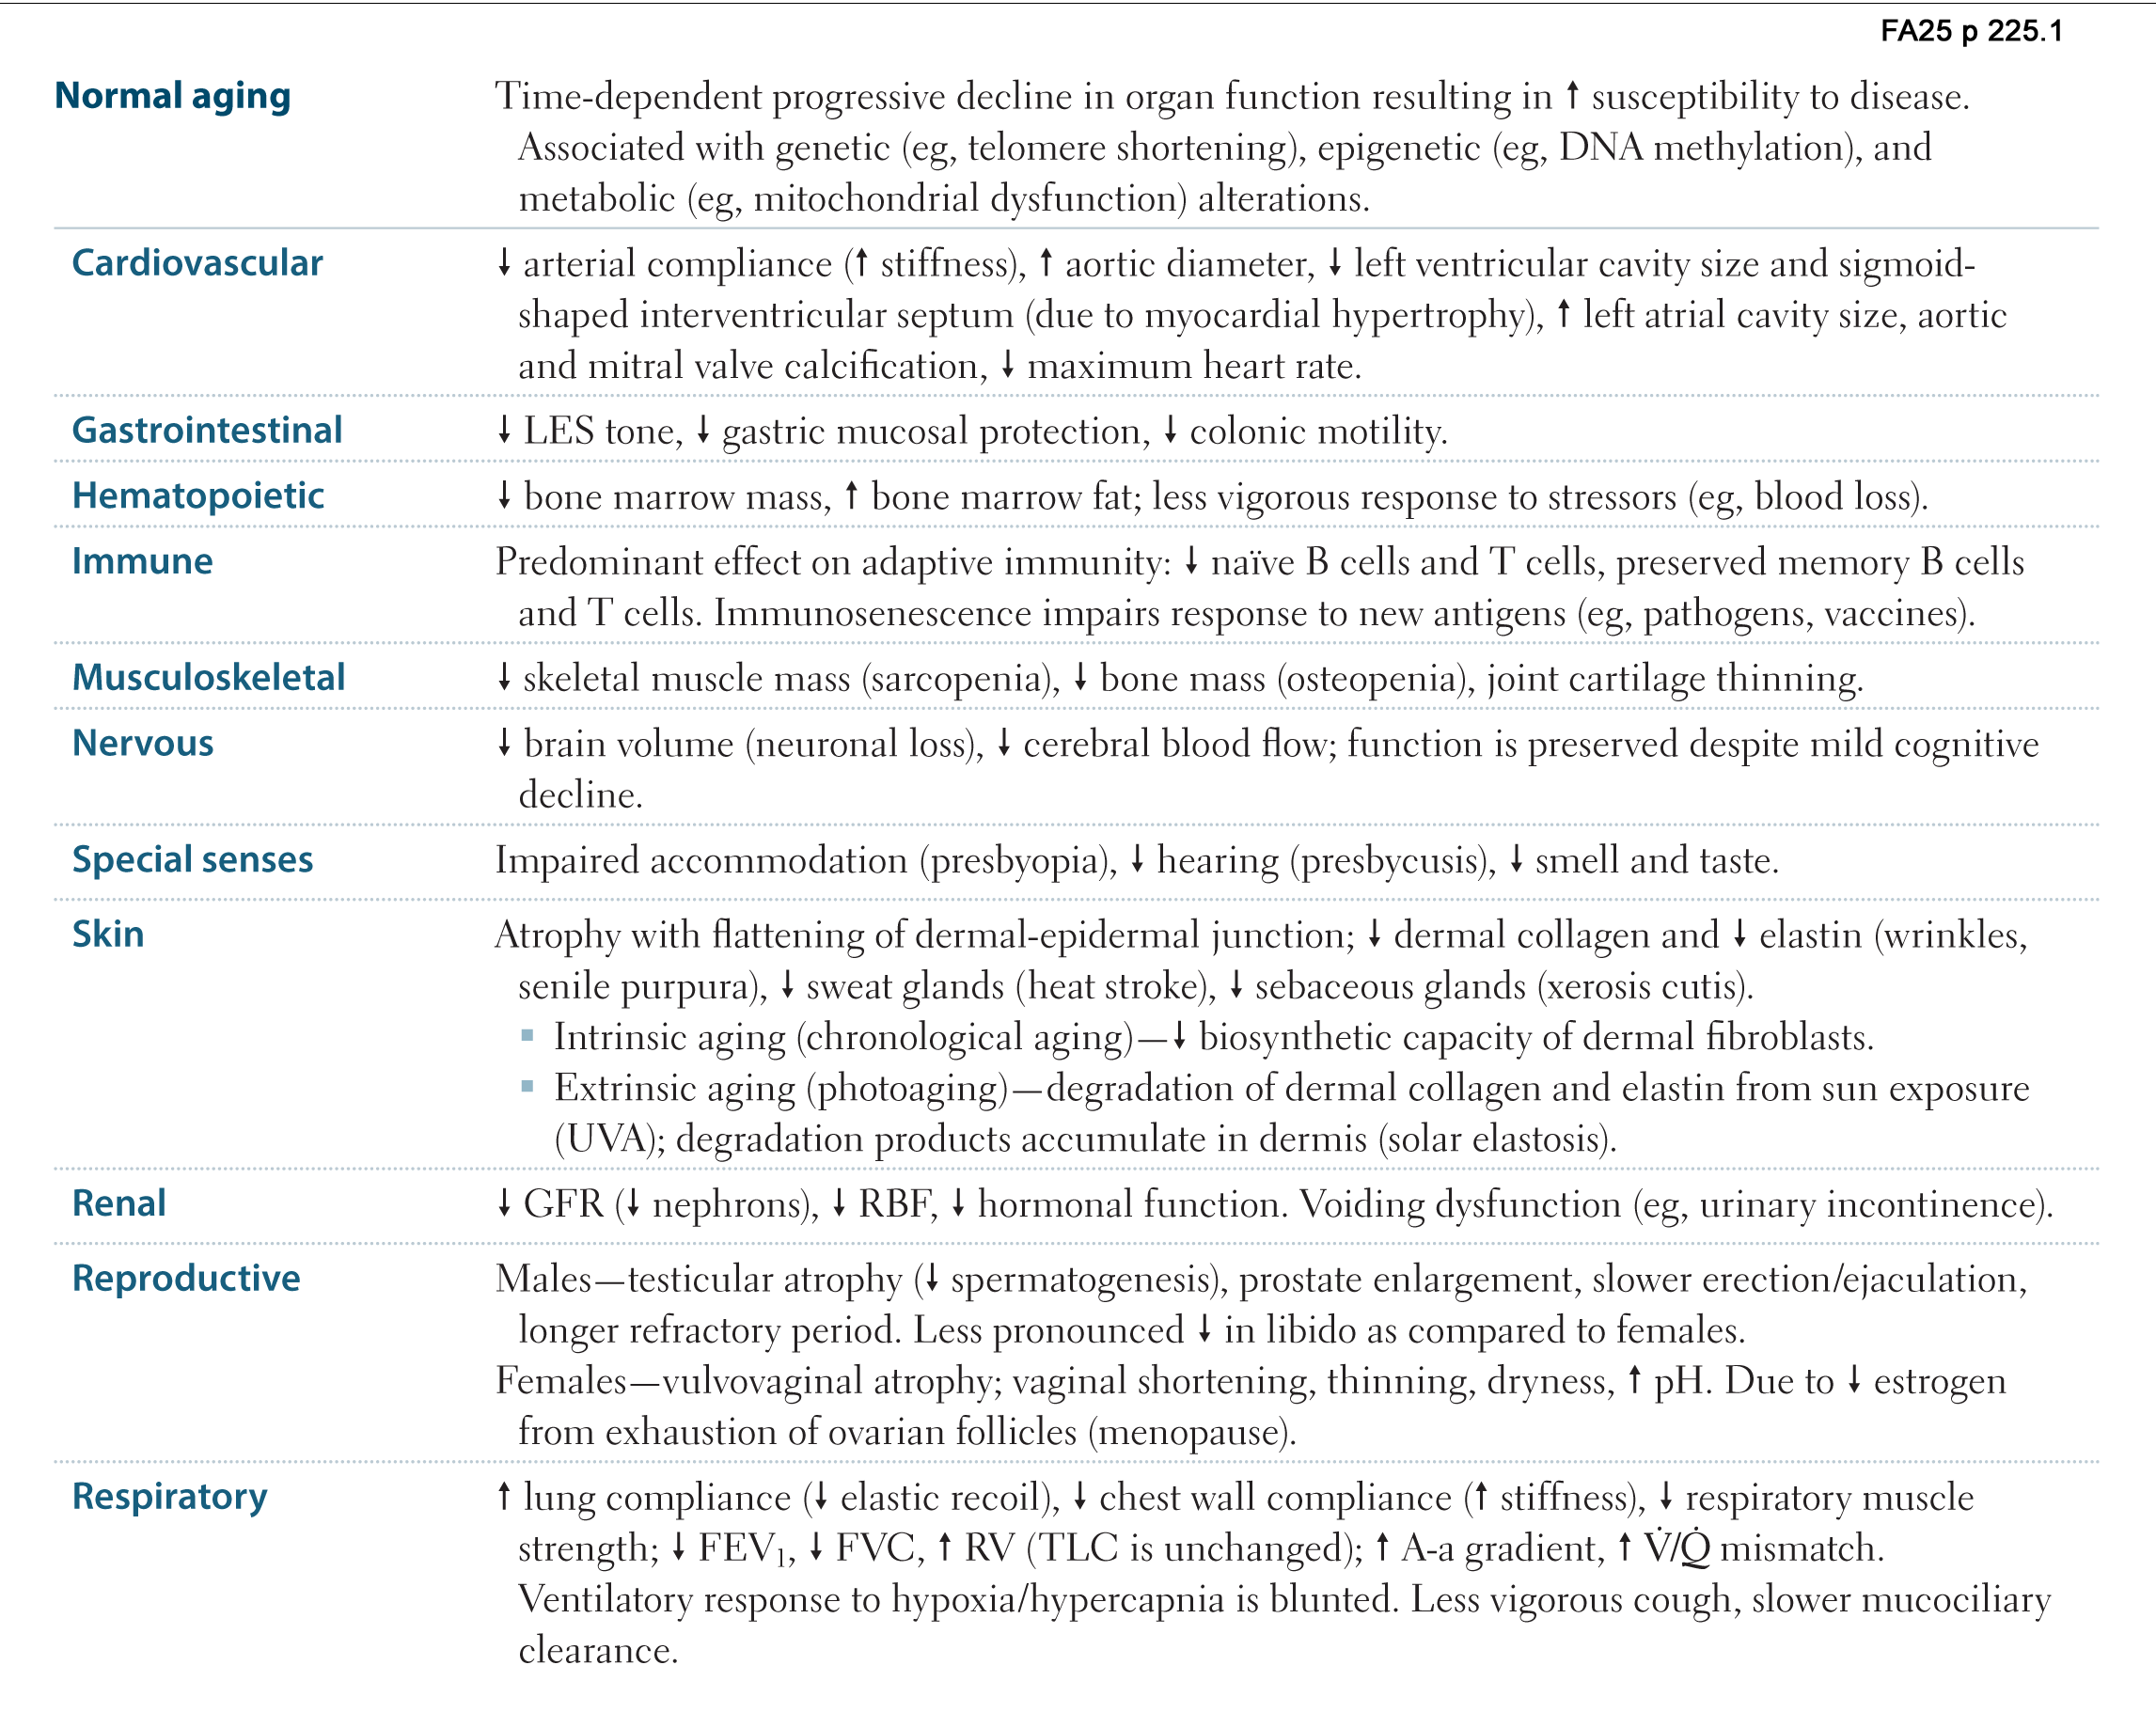 FA25 p 225.1
Normal aging
Time-dependent progressive decline in organ function resulting in ↑ susceptibility to disease.
Associated with genetic (eg, telomere shortening), epigenetic (eg, DNA methylation), and
metabolic (eg, mitochondrial dysfunction) alterations.
Cardiovascular
↓ arterial compliance (↑ stiffness), ↑ aortic diameter, ↓ left ventricular cavity size and sigmoid-
shaped interventricular septum (due to myocardial hypertrophy), ↑ left atrial cavity size, aortic
and mitral valve calcification, ↓ maximum heart rate.
Gastrointestinal
↓ LES tone, ↓ gastric mucosal protection, ↓ colonic motility.
Hematopoietic
↓ bone marrow mass, ↑ bone marrow fat; less vigorous response to stressors (eg, blood loss).
Immune
Predominant effect on adaptive immunity: ↓ naïve B cells and T cells, preserved memory B cells
and T cells. Immunosenescence impairs response to new antigens (eg, pathogens, vaccines).
Musculoskeletal
↓ skeletal muscle mass (sarcopenia), ↓ bone mass (osteopenia), joint cartilage thinning.
Nervous
↓ brain volume (neuronal loss), ↓ cerebral blood flow; function is preserved despite mild cognitive
decline.
Special senses
Impaired accommodation (presbyopia), ↓ hearing (presbycusis), ↓ smell and taste.
Skin
Atrophy with flattening of dermal-epidermal junction; ↓ dermal collagen and ↓ elastin (wrinkles,
senile purpura), ↓ sweat glands (heat stroke), ↓ sebaceous glands (xerosis cutis).
▪ Intrinsic aging (chronological aging)—↓ biosynthetic capacity of dermal fibroblasts.
▪ Extrinsic aging (photoaging)—degradation of dermal collagen and elastin from sun exposure
(UVA); degradation products accumulate in dermis (solar elastosis).
Renal
↓ GFR (↓ nephrons), ↓ RBF, ↓ hormonal function. Voiding dysfunction (eg, urinary incontinence).
Reproductive
Males—testicular atrophy (↓ spermatogenesis), prostate enlargement, slower erection/ejaculation,
longer refractory period. Less pronounced ↓ in libido as compared to females.
Females—vulvovaginal atrophy; vaginal shortening, thinning, dryness, ↑ pH. Due to ↓ estrogen
from exhaustion of ovarian follicles (menopause).
Respiratory
↑ lung compliance (↓ elastic recoil), ↓ chest wall compliance (↑ stiffness), ↓ respiratory muscle
strength; ↓ FEV₁, ↓ FVC, ↑ RV (TLC is unchanged); ↑ A-a gradient, ↑ V̇/Q̇ mismatch.
Ventilatory response to hypoxia/hypercapnia is blunted. Less vigorous cough, slower mucociliary
clearance.